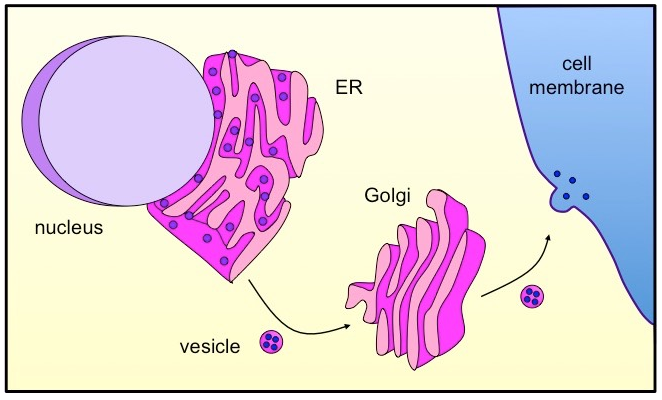 cell
membrane
ER
Golgi
nucleus
vesicle